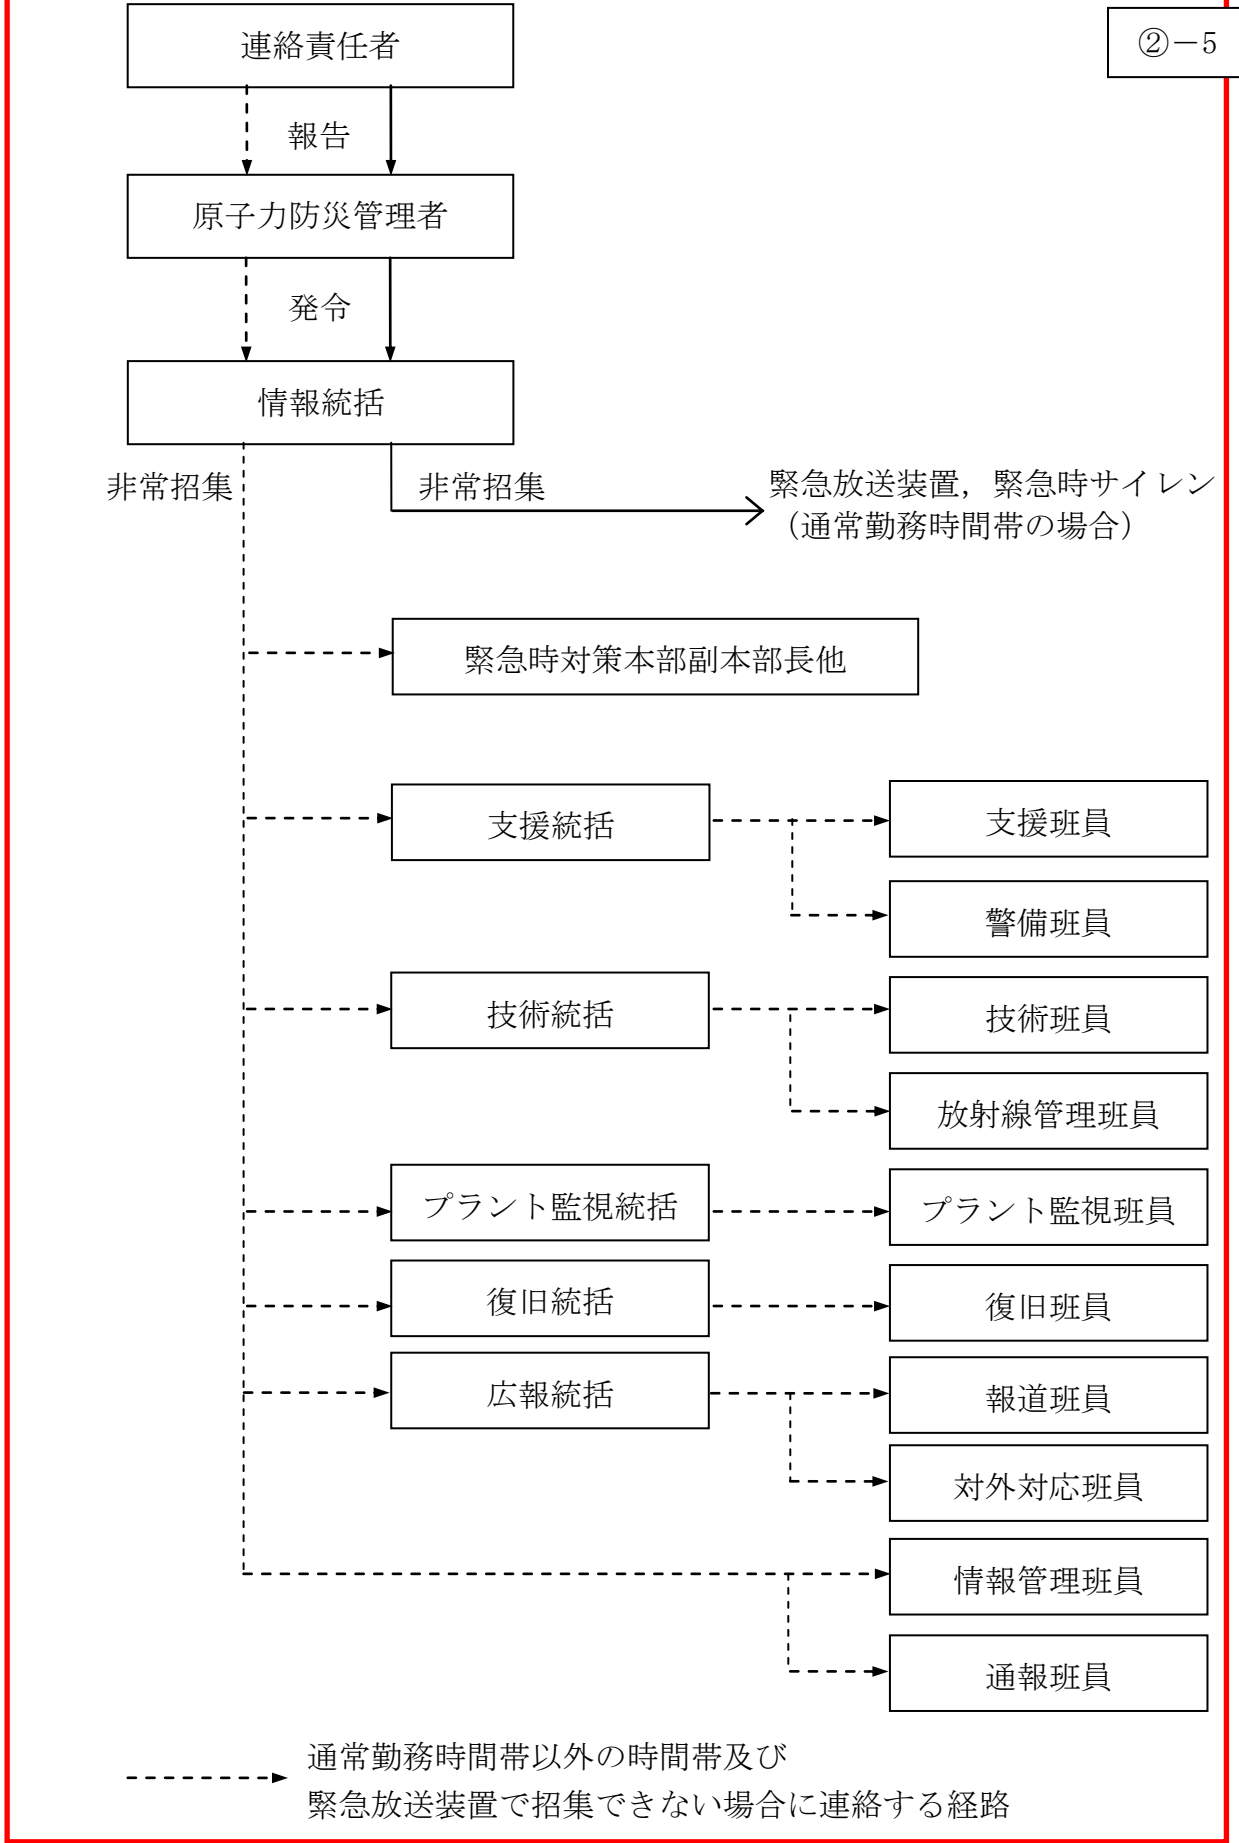 連絡責任者
②-5
報告
原子力防災管理者
発令
情報統括
非常招集
非常招集
緊急放送装置，緊急時サイレン
（通常勤務時間帯の場合）
緊急時対策本部副本部長他
支援統括
支援班員
警備班員
技術統括
技術班員
放射線管理班員
プラント監視統括
プラント監視班員
復旧統括
復旧班員
広報統括
報道班員
対外対応班員
情報管理班員
通報班員
通常勤務時間帯以外の時間帯及び
緊急放送装置で招集できない場合に連絡する経路